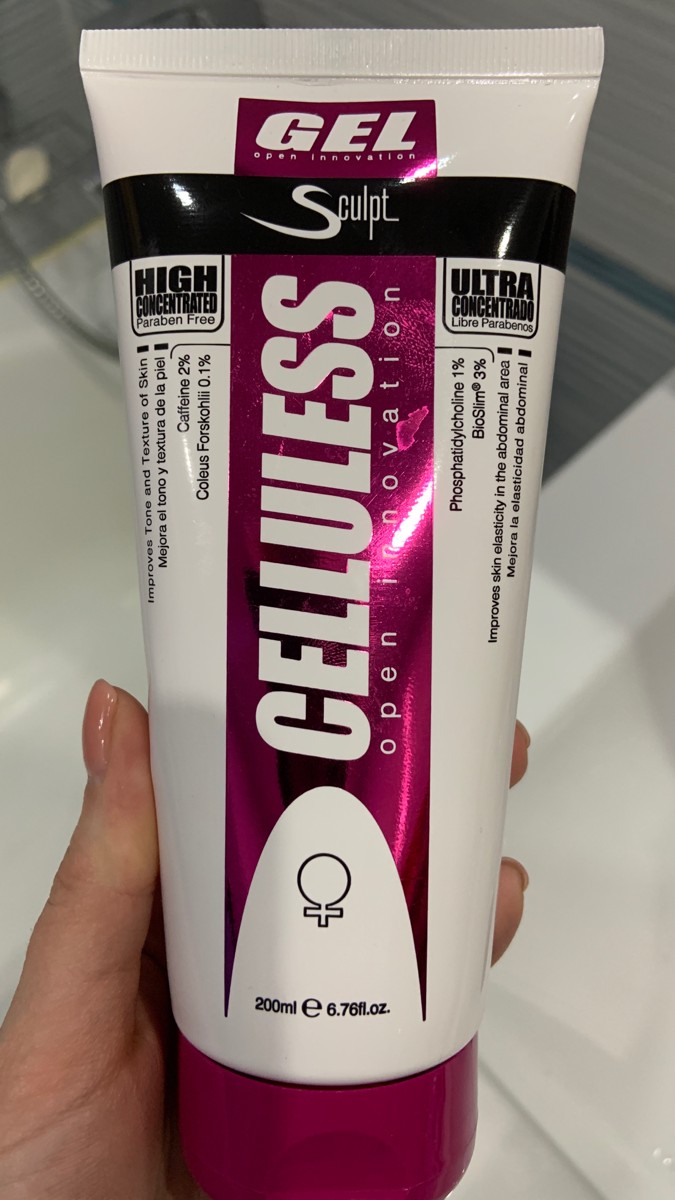 GEL
open innovation
Sculpt
HIGH
CONCENTRATED
Paraben Free
ULTRA
CONCENTRADO
Libre Parabenos
Improves Tone and Texture of Skin
Mejora el tono y textura de la piel
Caffeine 2%
Coleus Forskohlii 0.1%
CELLULESS
open innovation
Phosphatidylcholine 1%
BioSlim® 3%
Improves skin elasticity in the abdominal area
Mejora la elasticidad abdominal
200ml ℮ 6.76fl.oz.